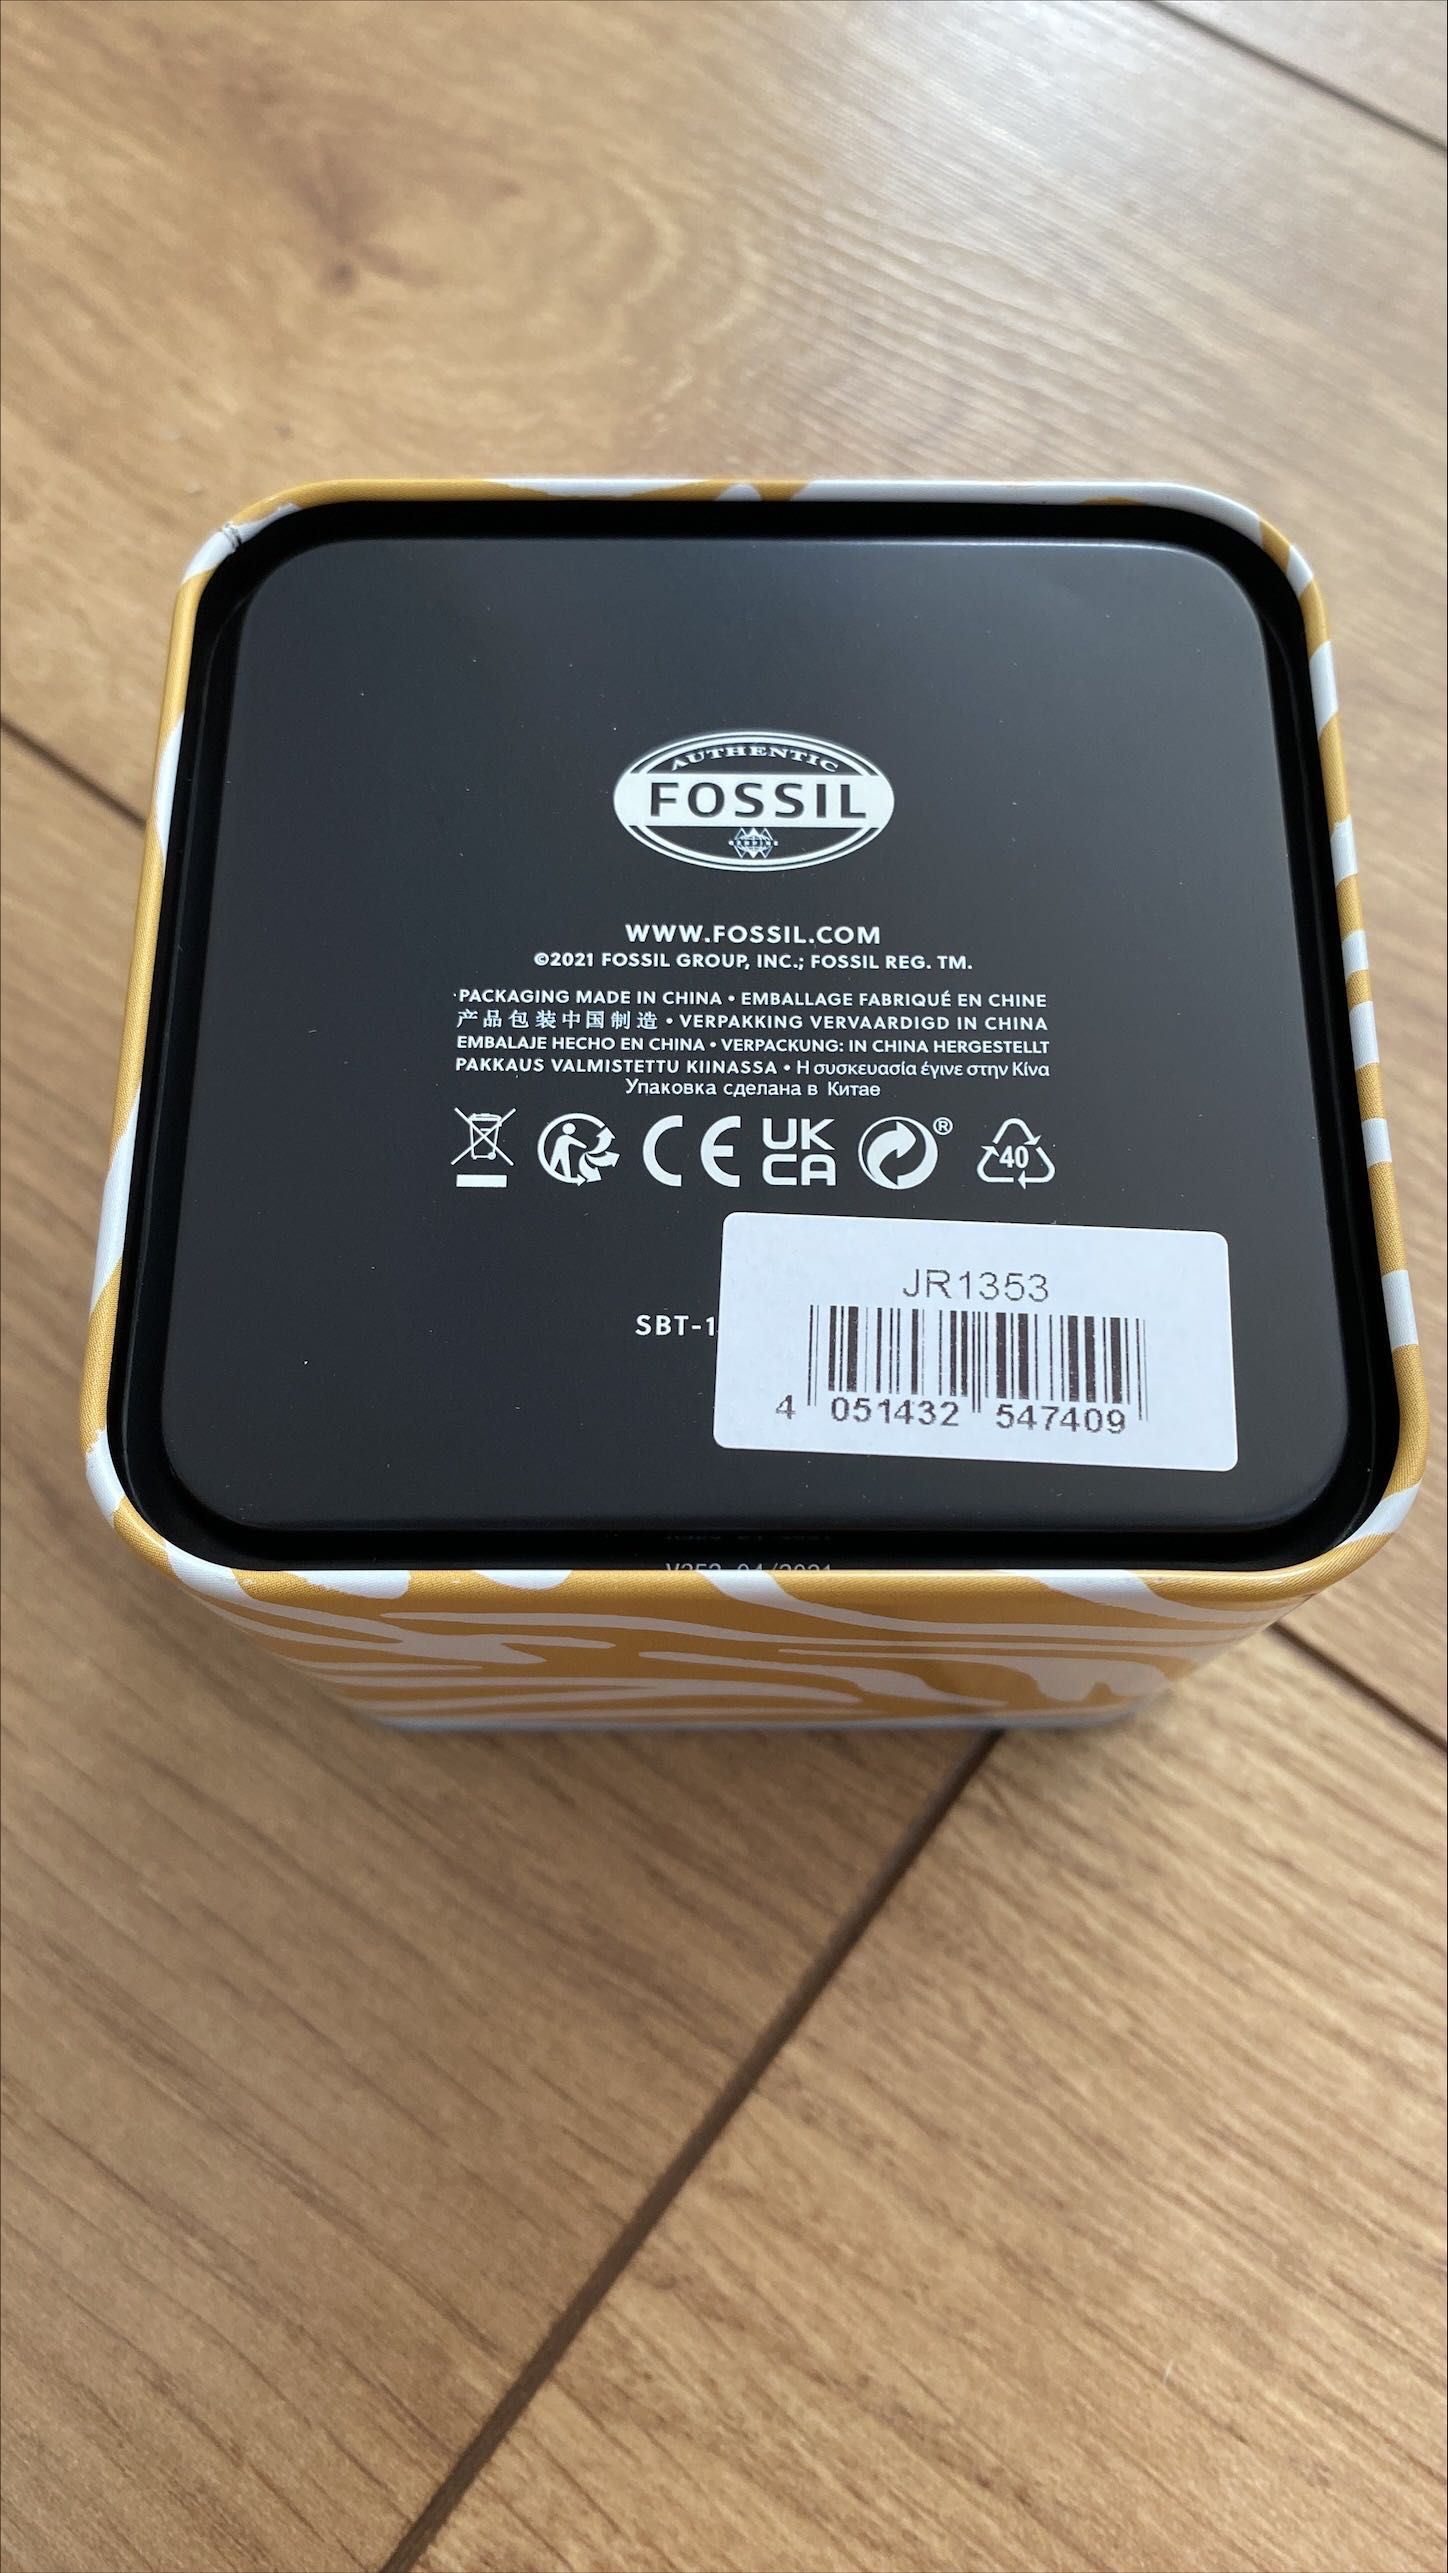 AUTHENTIC
FOSSIL
WWW.FOSSIL.COM
©2021 FOSSIL GROUP, INC.; FOSSIL REG. TM.
PACKAGING MADE IN CHINA • EMBALLAGE FABRIQUÉ EN CHINE
产品包装中国制造 • VERPAKKING VERVAARDIGD IN CHINA
EMBALAJE HECHO EN CHINA • VERPACKUNG: IN CHINA HERGESTELLT
PAKKAUS VALMISTETTU KIINASSA • Η συσκευασία έγινε στην Κίνα
Упаковка сделана в Китае
CE UK CA ® 40
JR1353
SBT-1
4 051432 547409